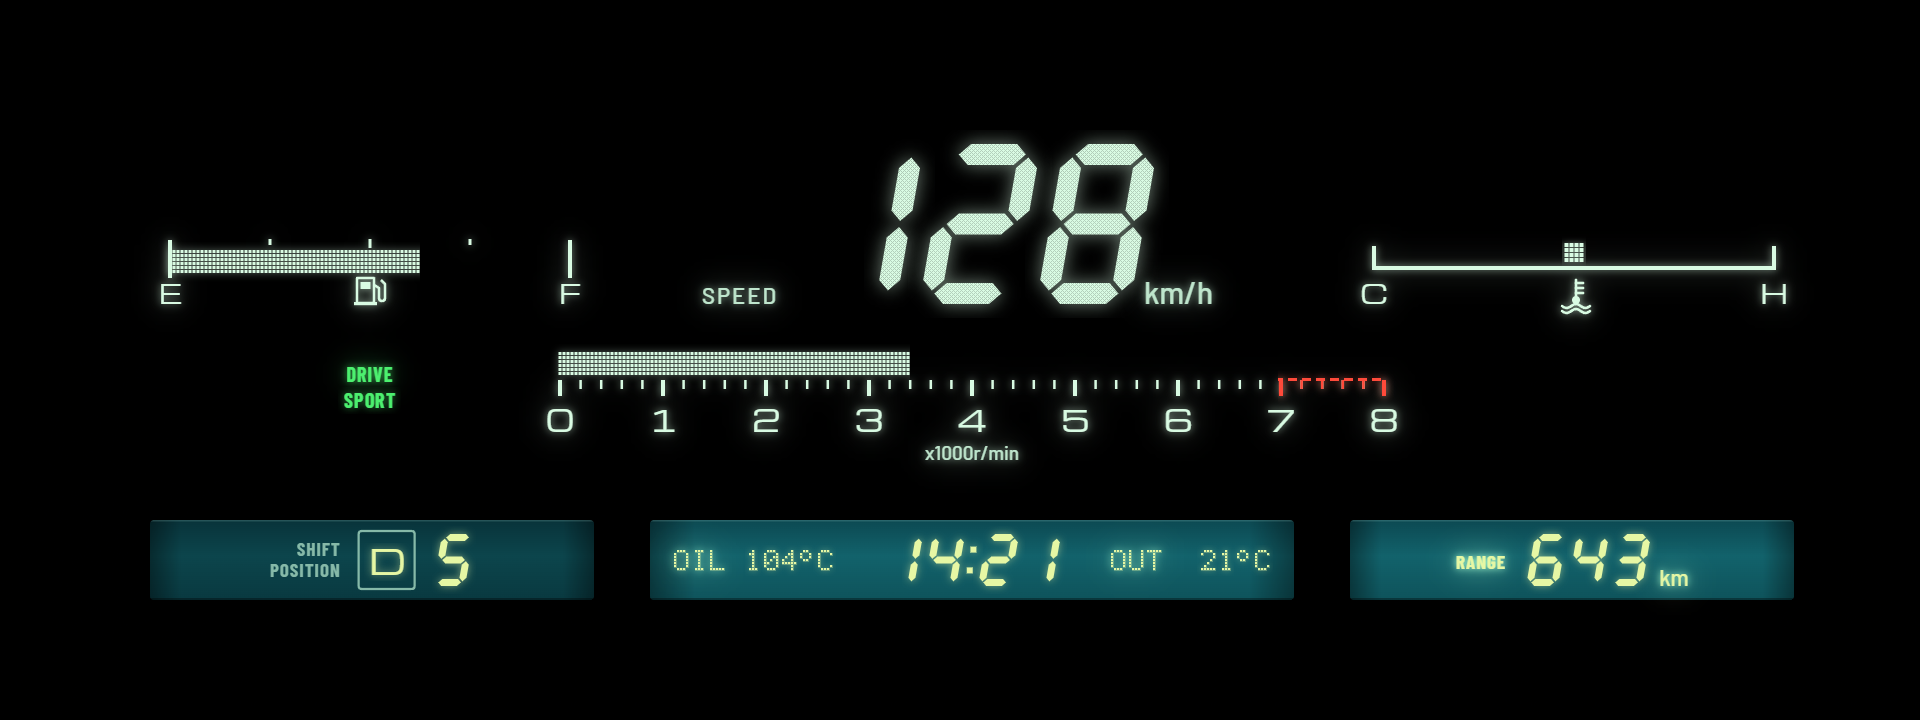 128
km/h
SPEED
E
F
C
H
DRIVE
SPORT
0 1 2 3 4 5 6 7 8
x1000r/min
SHIFT
POSITION
D 5
OIL 104°C 14:21 OUT 21°C
RANGE 643 km